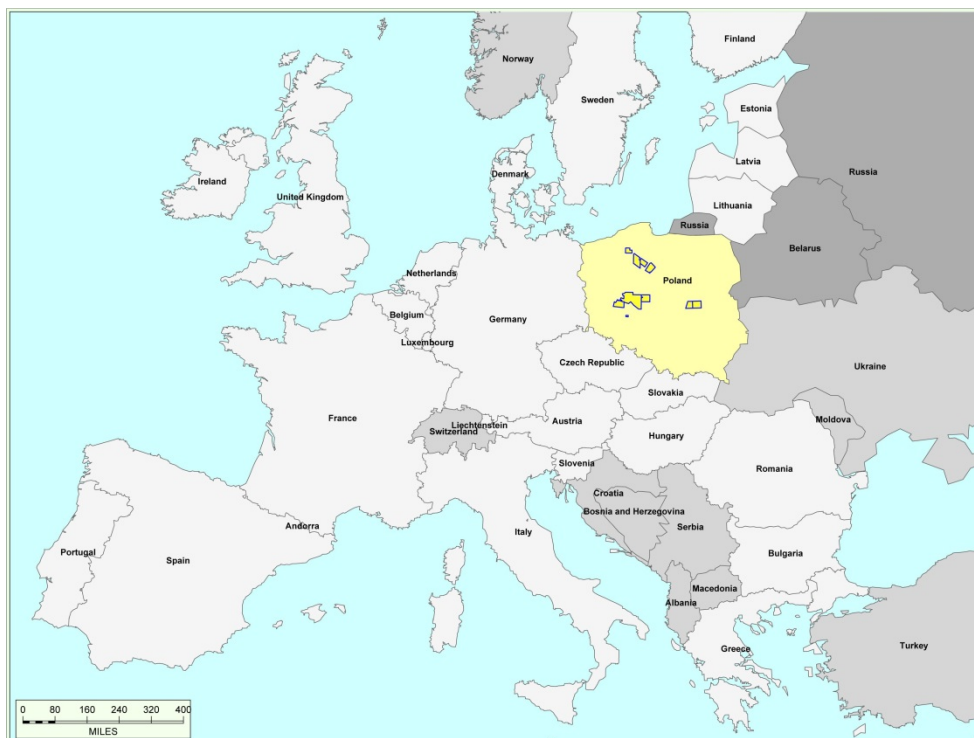 Finland
Norway
Sweden
Estonia
Latvia
Russia
Ireland
Denmark
United Kingdom
Lithuania
Russia
Belarus
Netherlands
Poland
Belgium
Germany
Luxembourg
Czech Republic
Ukraine
Slovakia
France
Liechtenstein
Austria
Moldova
Switzerland
Hungary
Slovenia
Romania
Croatia
Bosnia and Herzegovina
Andorra
Italy
Serbia
Portugal
Spain
Bulgaria
Macedonia
Albania
Greece
Turkey
0 80 160 240 320 400
MILES